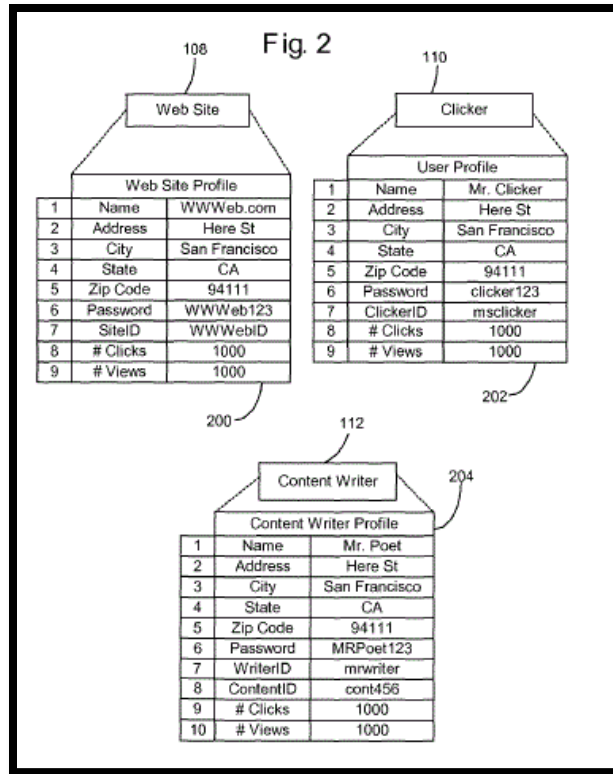 Fig. 2
108
Web Site
Web Site Profile
1 Name WWWeb.com
2 Address Here St
3 City San Francisco
4 State CA
5 Zip Code 94111
6 Password WWWeb123
7 SiteID WWWebID
8 # Clicks 1000
9 # Views 1000
200
110
Clicker
User Profile
1 Name Mr. Clicker
2 Address Here St
3 City San Francisco
4 State CA
5 Zip Code 94111
6 Password clicker123
7 ClickerID msclicker
8 # Clicks 1000
9 # Views 1000
202
112
Content Writer
204
Content Writer Profile
1 Name Mr. Poet
2 Address Here St
3 City San Francisco
4 State CA
5 Zip Code 94111
6 Password MRPoet123
7 WriterID mrwriter
8 ContentID cont456
9 # Clicks 1000
10 # Views 1000